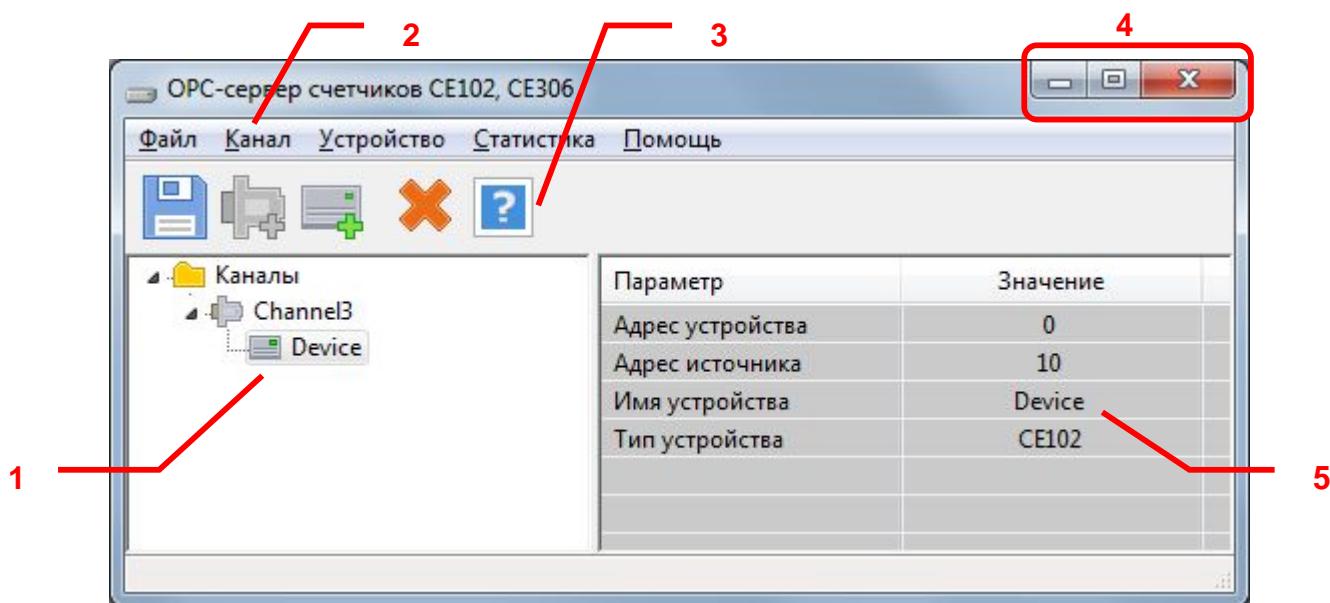 2
3
4
OPC-сервер счетчиков CE102, CE306
Файл Канал Устройство Статистика Помощь
?
Каналы
Channel3
Device
Параметр Значение
Адрес устройства 0
Адрес источника 10
Имя устройства Device
Тип устройства CE102
1
5